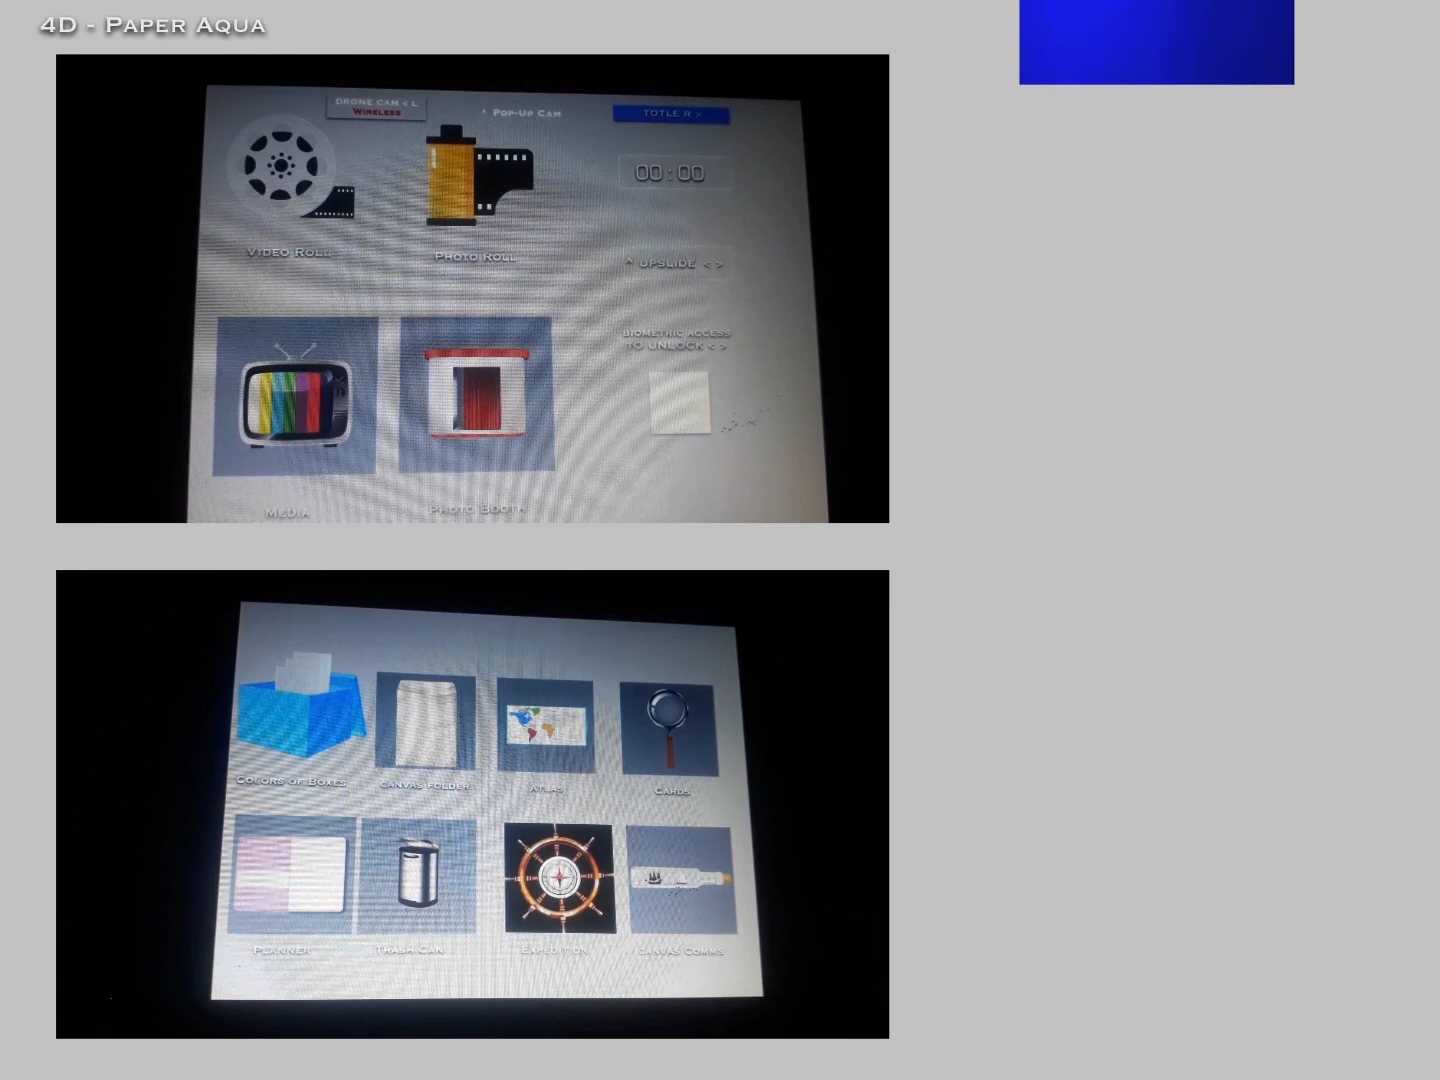 4D - Paper Aqua
DRONE CAM < L
Wireless
^ Pop-Up Cam
TOTLE R >
00:00
Video Roll
Photo Roll
^ UPSLIDE < >
BIOMETRIC ACCESS
TO UNLOCK < >
Media
Photo Booth
Colors of Boxes
Canvas Folder
Atlas
Cards
Planner
Trash Can
Expedition
Canvas Comms